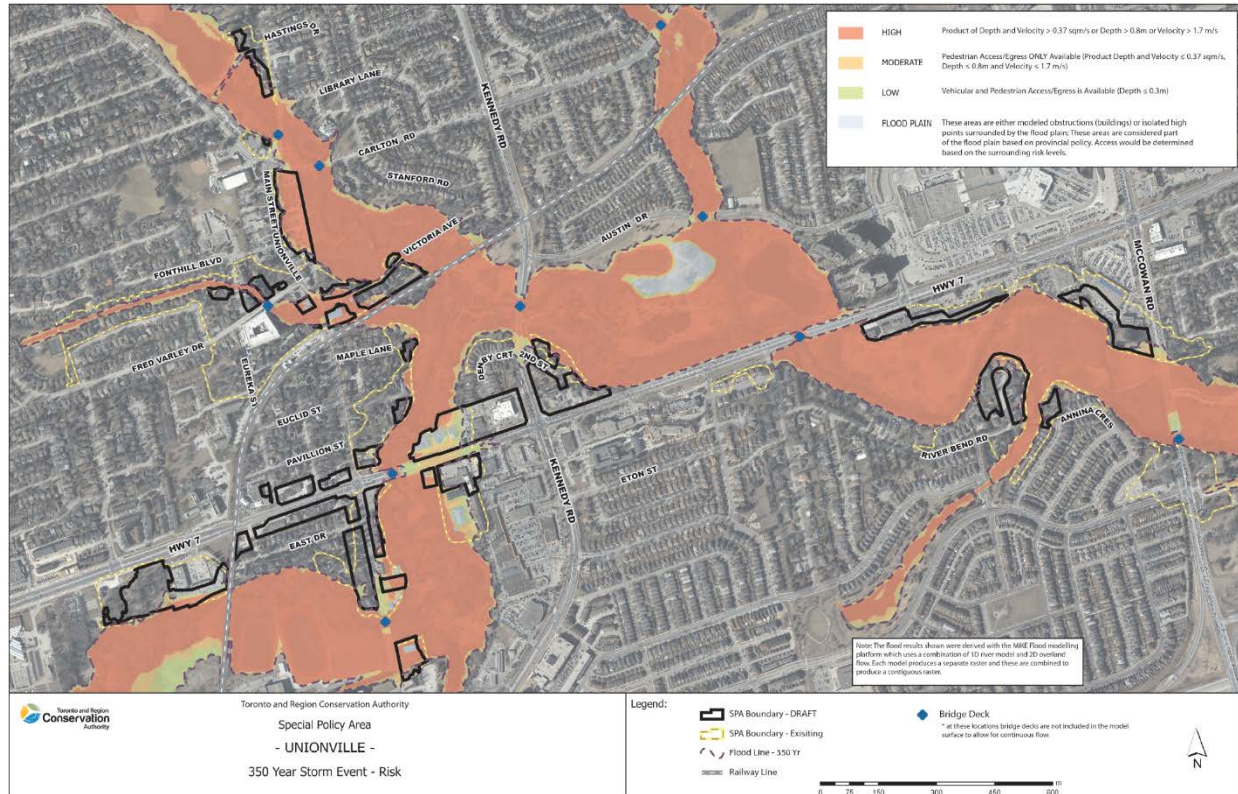 HIGH Product of Depth and Velocity > 0.37 sqm/s or Depth > 0.8m or Velocity > 1.7 m/s
MODERATE Pedestrian Access/Egress ONLY Available (Product Depth and Velocity ≤ 0.37 sqm/s,
Depth ≤ 0.8m and Velocity ≤ 1.7 m/s)
LOW Vehicular and Pedestrian Access/Egress is Available (Depth ≤ 0.3m)
FLOOD PLAIN These areas are either modeled obstructions (buildings) or isolated high
points surrounded by the flood plain; These areas are considered part
of the flood plain based on provincial policy. Access would be determined
based on the surrounding risk levels.
HASTINGS DR
LIBRARY LANE
CARLTON RD
STANFORD RD
KENNEDY RD
MAIN STREET UNIONVILLE
VICTORIA AVE
AUSTIN DR
FONTHILL BLVD
HWY 7
MCCOWAN RD
FRED VARLEY DR
EUREKA ST
MAPLE LANE
DENBY CRT
2ND ST
EUCLID ST
PAVILLION ST
RIVER BEND RD
ANNINA CRES
ETON ST
KENNEDY RD
HWY 7
EAST DR
Note: The flood results shown were derived with the MIKE Flood modelling
platform which uses a combination of 1D river model and 2D overland
flow. Each model produces a separate raster and these are combined to
produce a contiguous raster.
Toronto and Region
Conservation
Authority
Toronto and Region Conservation Authority
Special Policy Area
- UNIONVILLE -
350 Year Storm Event - Risk
Legend:
SPA Boundary - DRAFT
SPA Boundary - Exisiting
Flood Line - 350 Yr
Railway Line
Bridge Deck
* at these locations bridge decks are not included in the model
surface to allow for continuous flow.
m
0 75 150 300 450 600
N